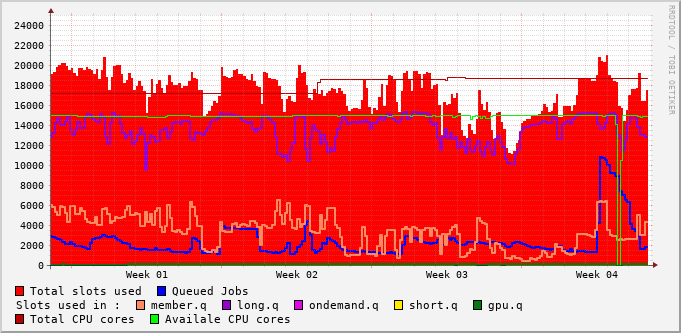 24000
22000
20000
18000
16000
14000
12000
10000
8000
6000
4000
2000
0
Week 01 Week 02 Week 03 Week 04
Total slots used Queued Jobs
Slots used in : member.q long.q ondemand.q short.q gpu.q
Total CPU cores Availale CPU cores
RRDTOOL / TOBI OETIKER